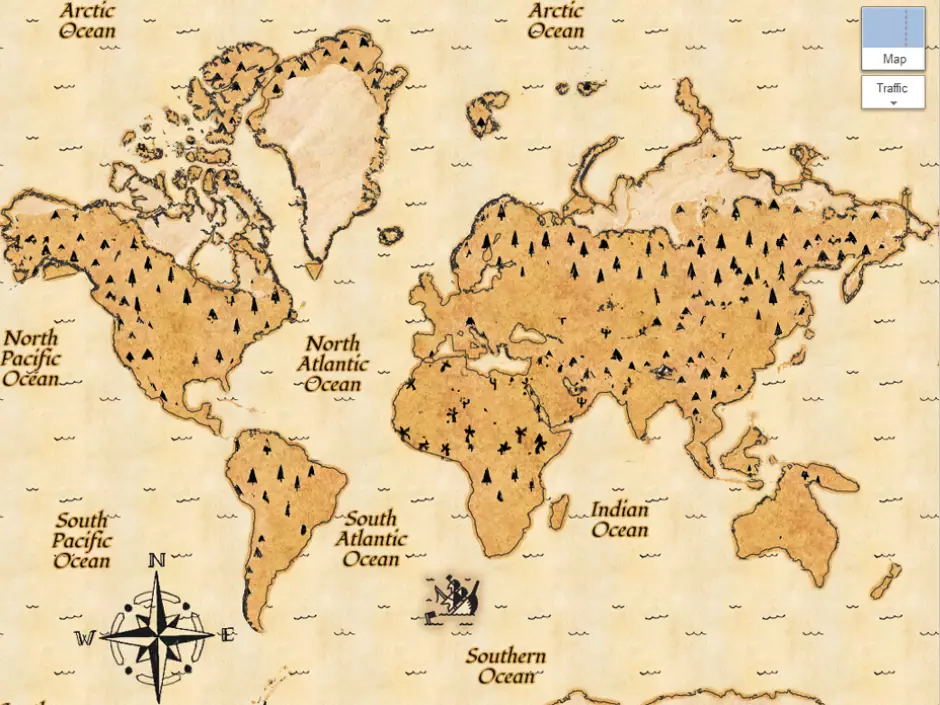 Arctic
Ocean
Arctic
Ocean
Map
Traffic
North
Pacific
Ocean
North
Atlantic
Ocean
South
Pacific
Ocean
South
Atlantic
Ocean
Indian
Ocean
N
W
E
Southern
Ocean